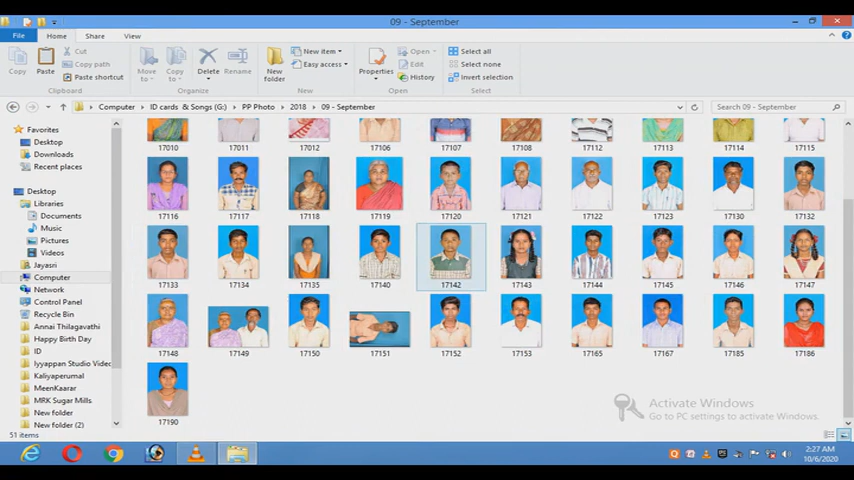 09 - September
File Home Share View
Copy
Paste
Cut
Copy path
Paste shortcut
Clipboard
Move to
Copy to
Delete
Rename
Organize
New folder
New item
Easy access
New
Properties
Open
Edit
History
Open
Select all
Select none
Invert selection
Select
Computer ID cards & Songs (G:) PP Photo 2018 09 - September
Search 09 - September
Favorites
Desktop
Downloads
Recent places
Desktop
Libraries
Documents
Music
Pictures
Videos
Jayasri
Computer
Network
Control Panel
Recycle Bin
Annai Thilagavathi
Happy Birth Day
ID
Iyyappan Studio Videc
Kaliyaperumal
MeenKaarar
MRK Sugar Mills.
New folder
New folder (2)
17010 17011 17012 17106 17107 17108 17112 17113 17114 17115
17116 17117 17118 17119 17120 17121 17122 17123 17130 17132
17133 17134 17135 17140 17142 17143 17144 17145 17146 17147
17148 17149 17150 17151 17152 17153 17165 17167 17185 17186
17190
Activate Windows
Go to PC settings to activate Windows.
51 items
2:27 AM
10/6/2020